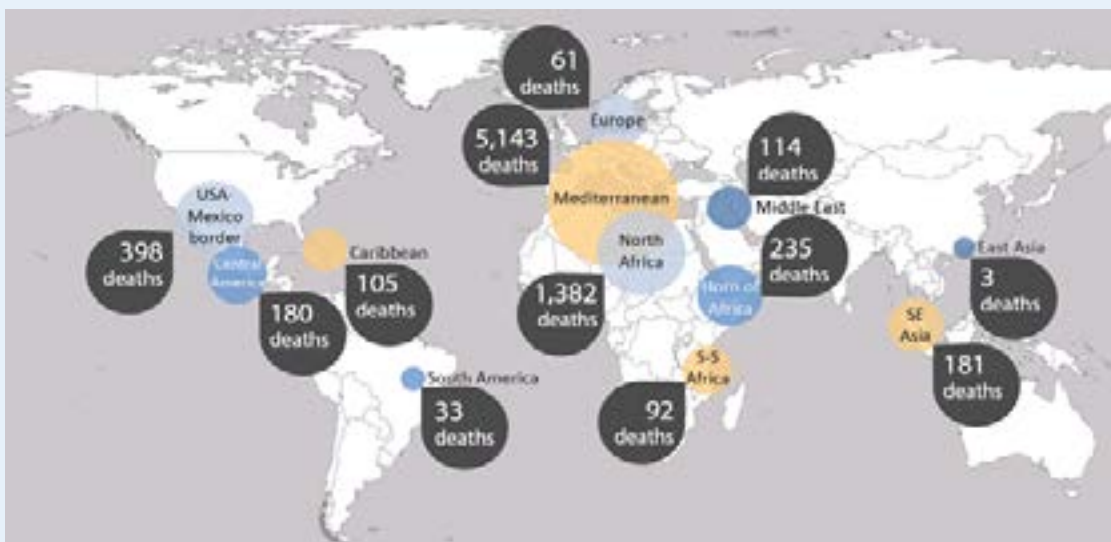 61
deaths
Europe
5,143
deaths
Mediterranean
114
deaths
Middle East
USA-
Mexico
border
398
deaths
Central
America
180
deaths
Caribbean
105
deaths
North
Africa
1,382
deaths
235
deaths
Horn of
Africa
East Asia
3
deaths
SE
Asia
181
deaths
South America
33
deaths
S-S
Africa
92
deaths